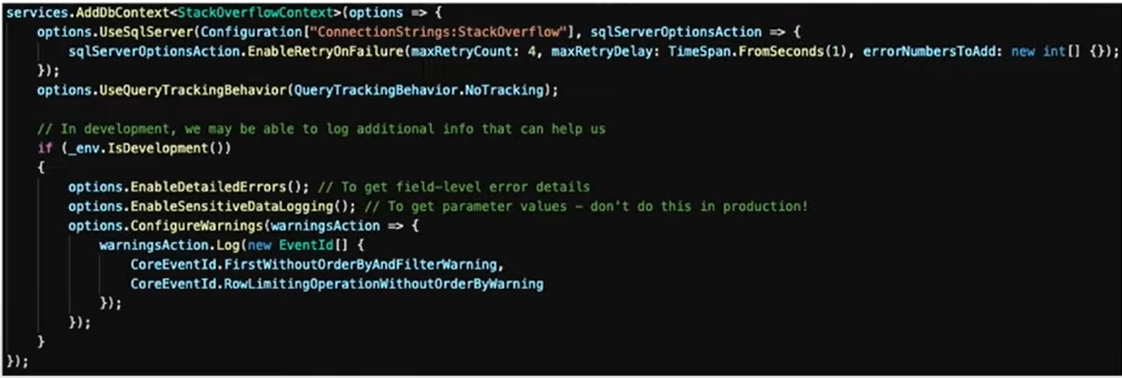 services.AddDbContext<StackOverflowContext>(options => {
options.UseSqlServer(Configuration["ConnectionStrings:StackOverflow"], sqlServerOptionsAction => {
sqlServerOptionsAction.EnableRetryOnFailure(maxRetryCount: 4, maxRetryDelay: TimeSpan.FromSeconds(1), errorNumbersToAdd: new int[] {});
});
options.UseQueryTrackingBehavior(QueryTrackingBehavior.NoTracking);
// In development, we may be able to log additional info that can help us
if (_env.IsDevelopment())
{
options.EnableDetailedErrors(); // To get field-level error details
options.EnableSensitiveDataLogging(); // To get parameter values - don't do this in production!
options.ConfigureWarnings(warningsAction => {
warningsAction.Log(new EventId[] {
CoreEventId.FirstWithoutOrderByAndFilterWarning,
CoreEventId.RowLimitingOperationWithoutOrderByWarning
});
});
}
});